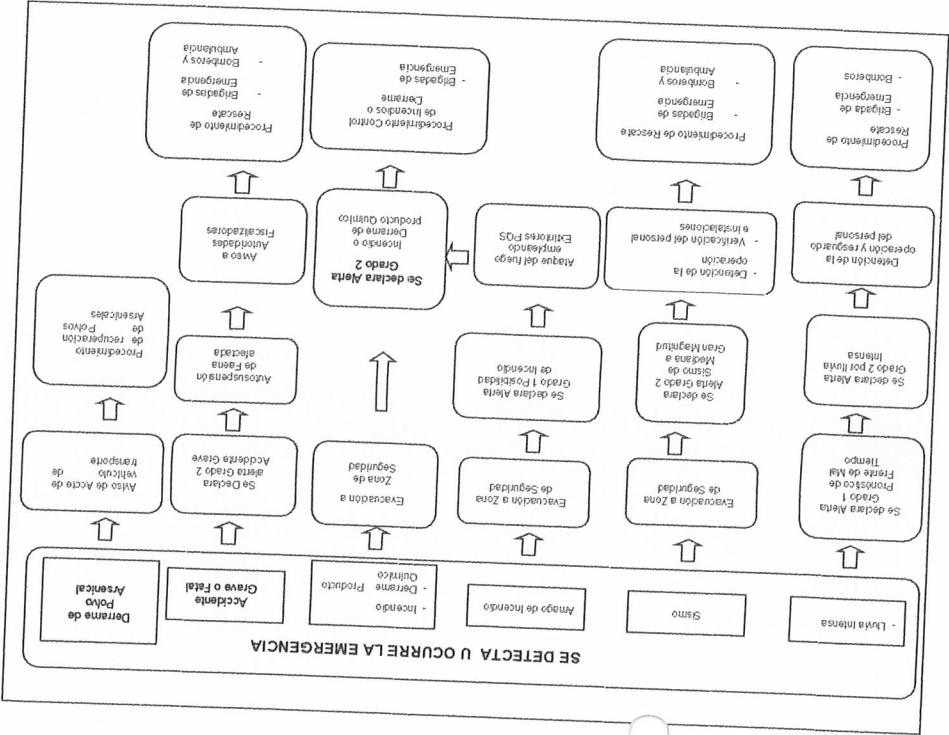 SE DETECTA U OCURRE LA EMERGENCIA
- Lluvia Intensa
Sismo
Amago de Incendio
- Incendio
- Derrame Producto
Químico
Accidente
Grave o Fatal
Derrame de
Polvo
Arsenical
Se declara Alerta
Grado 1
Pronóstico de
Frente de Mal
Tiempo
Evacuación a Zona
de Seguridad
Evacuación a Zona
de Seguridad
Evacuación a
Zona de
Seguridad
Se Declara
alerta Grado 2
Accidente Grave
Aviso de Accte de
vehículo de
transporte
Se declara Alerta
Grado 2 por lluvia
Intensa
Se declara
Alerta Grado 2
Sismo de
Mediana a
Gran Magnitud
Se declara Alerta
Grado 1 Posibilidad
de Incendio
Autosuspensión
de Faena
afectada
Procedimiento
de recuperación
de Polvos
Arsenicales
Detención de la
operación y resguardo
del personal
- Detención de la
operación
- Verificación del personal
e instalaciones
Ataque del fuego
empleando
Extintores PQS
Se declara Alerta
Grado 2
Incendio o
Derrame de
producto Químico
Aviso a
Autoridades
Fiscalizadoras
Procedimiento de
Rescate
- Brigada de
Emergencia
- Bomberos
Procedimiento de Rescate
- Brigadas de
Emergencia
- Bomberos y
Ambulancia
Procedimiento Control
de Incendios o
Derrame
- Brigadas de
Emergencia
Procedimiento de
Rescate
- Brigadas de
Emergencia
- Bomberos y
Ambulancia